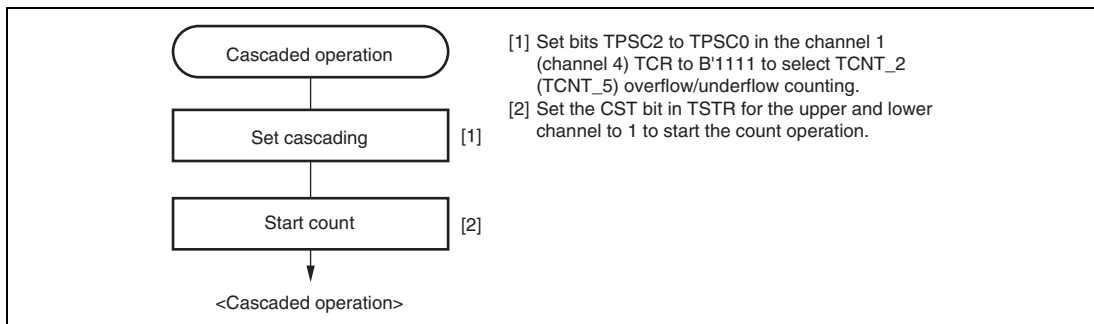 Cascaded operation
Set cascading
[1]
Start count
[2]
<Cascaded operation>
[1] Set bits TPSC2 to TPSC0 in the channel 1
(channel 4) TCR to B'1111 to select TCNT_2
(TCNT_5) overflow/underflow counting.
[2] Set the CST bit in TSTR for the upper and lower
channel to 1 to start the count operation.